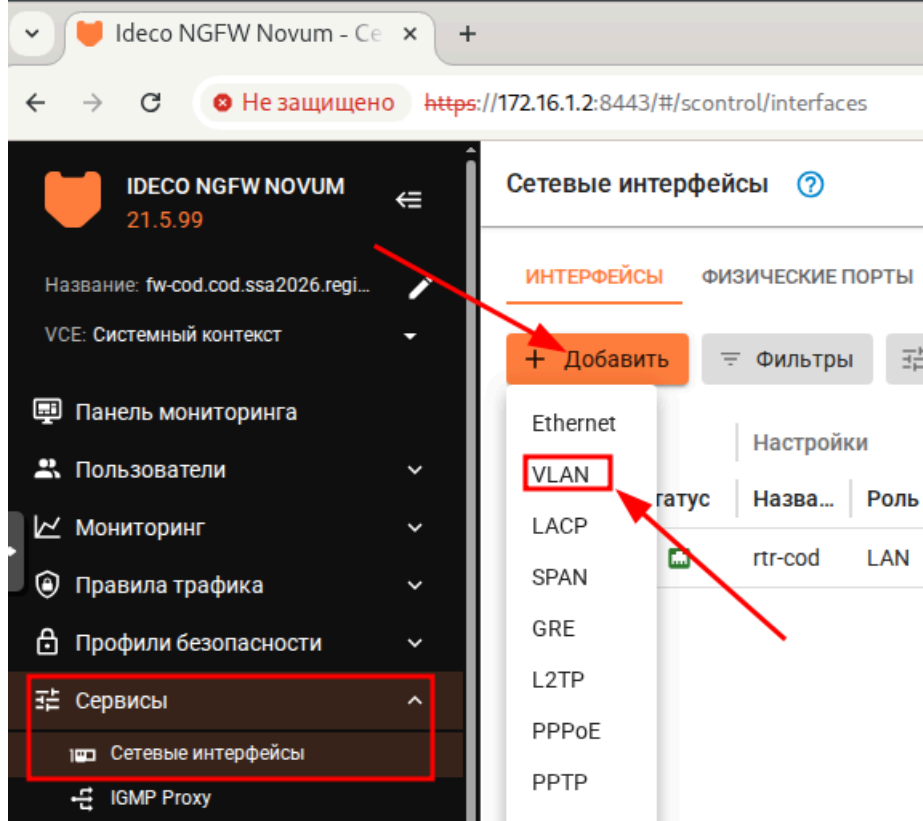 Ideco NGFW Novum - Се
Не защищено https://172.16.1.2:8443/#/scontrol/interfaces
IDECO NGFW NOVUM
21.5.99
Название: fw-cod.cod.ssa2026.regi...
VCE: Системный контекст
Панель мониторинга
Пользователи
Мониторинг
Правила трафика
Профили безопасности
Сервисы
Сетевые интерфейсы
IGMP Proxy
Сетевые интерфейсы
ИНТЕРФЕЙСЫ ФИЗИЧЕСКИЕ ПОРТЫ
+ Добавить Фильтры
Ethernet
VLAN
LACP
SPAN
GRE
L2TP
PPPoE
PPTP
Настройки
татус Назва... Роль
rtr-cod LAN